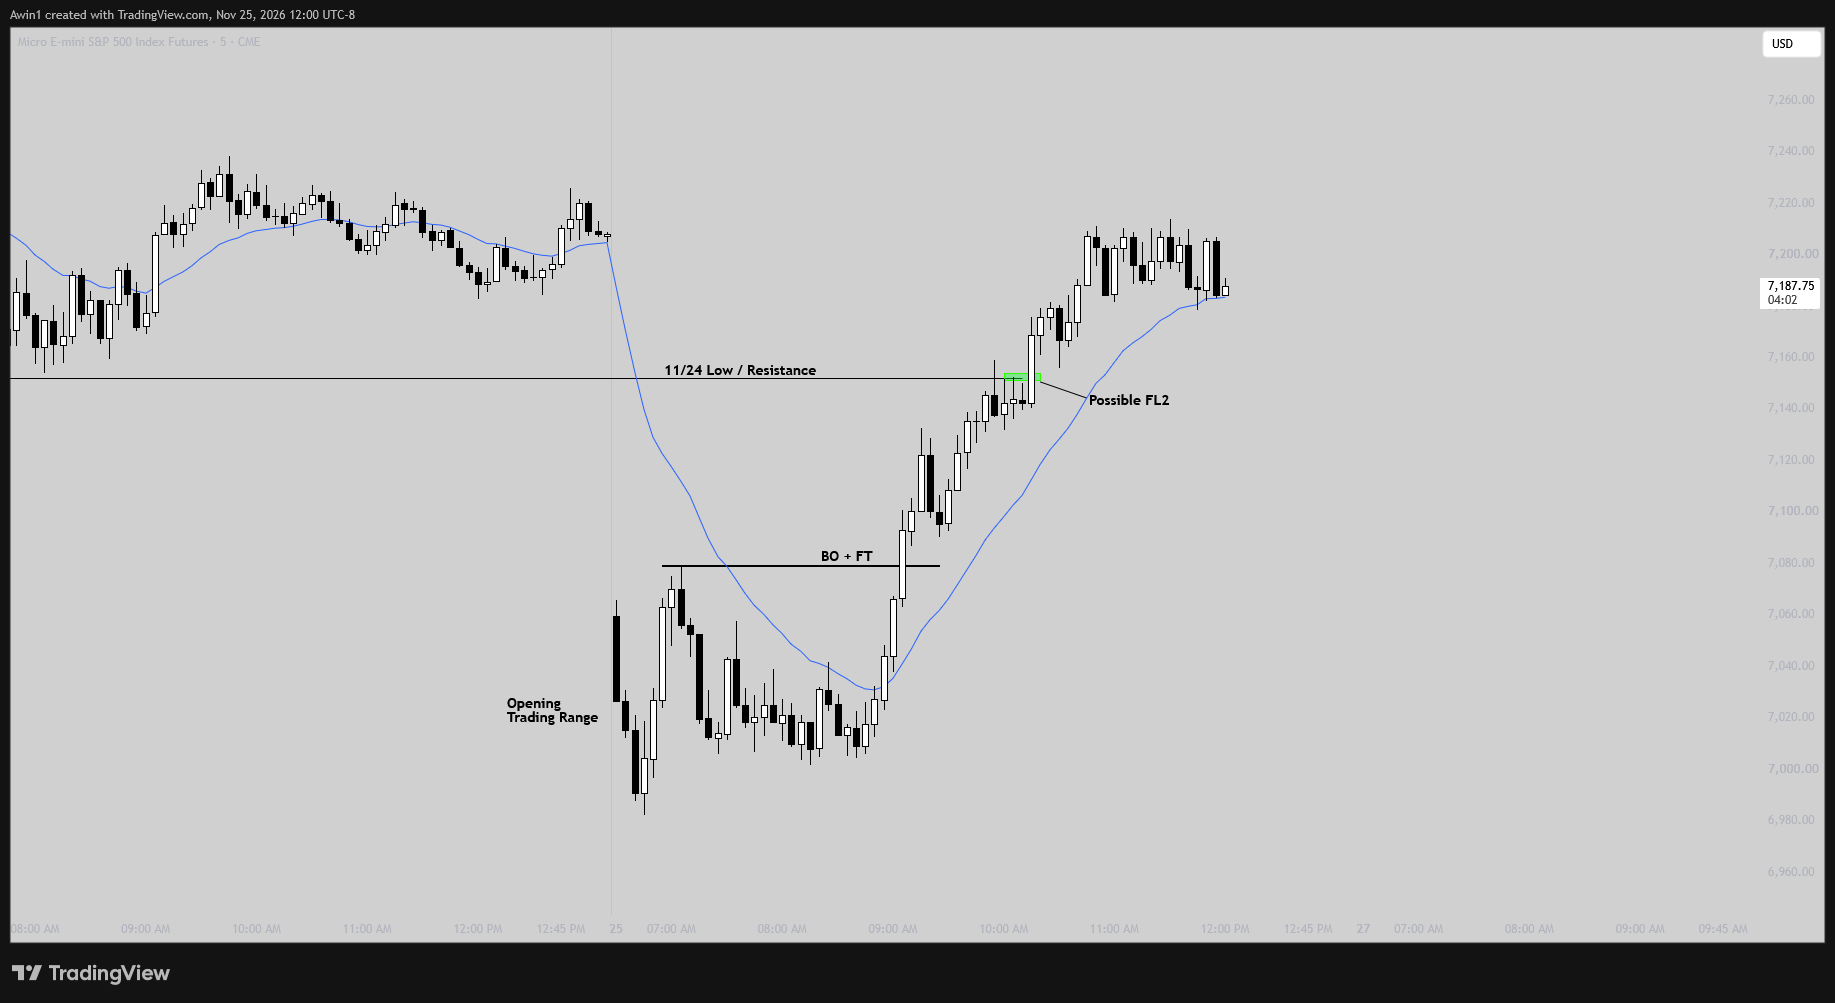 Awin1 created with TradingView.com, Nov 25, 2026 12:00 UTC-8
Micro E-mini S&P 500 Index Futures · 5 · CME
USD
7,260.00
7,240.00
7,220.00
7,200.00
7,187.75
04:02
7,160.00
7,140.00
7,120.00
7,100.00
7,080.00
7,060.00
7,040.00
7,020.00
7,000.00
6,980.00
6,960.00
11/24 Low / Resistance
Possible FL2
BO + FT
Opening
Trading Range
08:00 AM 09:00 AM 10:00 AM 11:00 AM 12:00 PM 12:45 PM 25 07:00 AM 08:00 AM 09:00 AM 10:00 AM 11:00 AM 12:00 PM 12:45 PM 27 07:00 AM 08:00 AM 09:00 AM 09:45 AM
TradingView